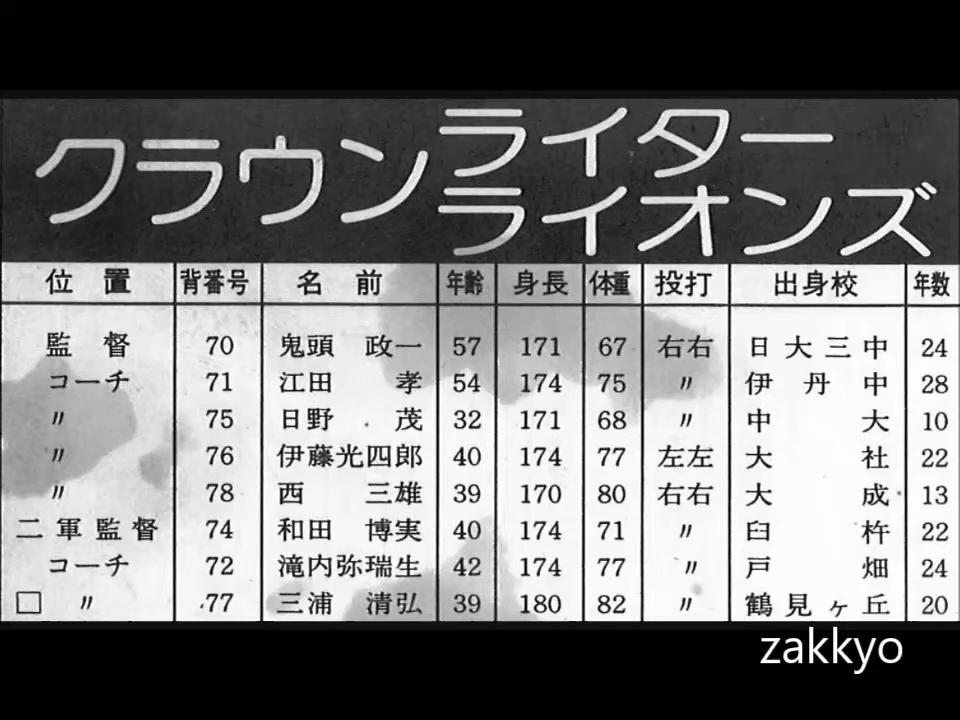 クラウンライターライオンズ
位置 背番号 名前 年齢 身長 体重 投打 出身校 年数
監督 70 鬼頭 政一 57 171 67 右右 日大三中 24
コーチ 71 江田 孝 54 174 75 〃 伊丹中 28
〃 75 日野 茂 32 171 68 〃 中大 10
〃 76 伊藤光四郎 40 174 77 左左 大社 22
〃 78 西 三雄 39 170 80 右右 大成 13
二軍監督 74 和田 博実 40 174 71 〃 臼杵 22
コーチ 72 滝内弥瑞生 42 174 77 〃 戸畑 24
□ 〃 77 三浦 清弘 39 180 82 〃 鶴見ヶ丘 20
zakkyo